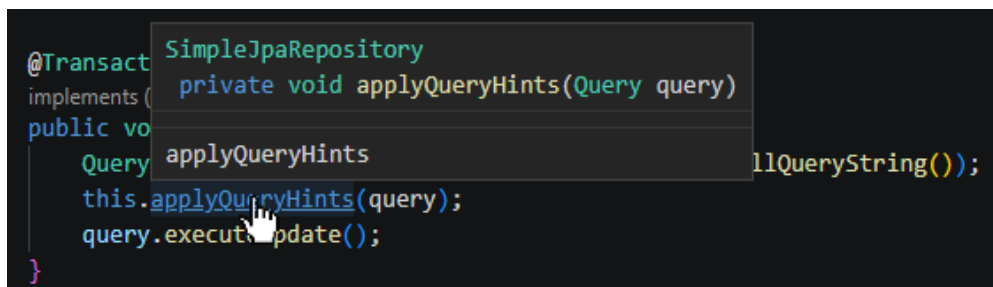 SimpleJpaRepository
private void applyQueryHints(Query query)
applyQueryHints
@Transact
implements (
public vo
Query llQueryString());
this.applyQueryHints(query);
query.execut pdate();
}